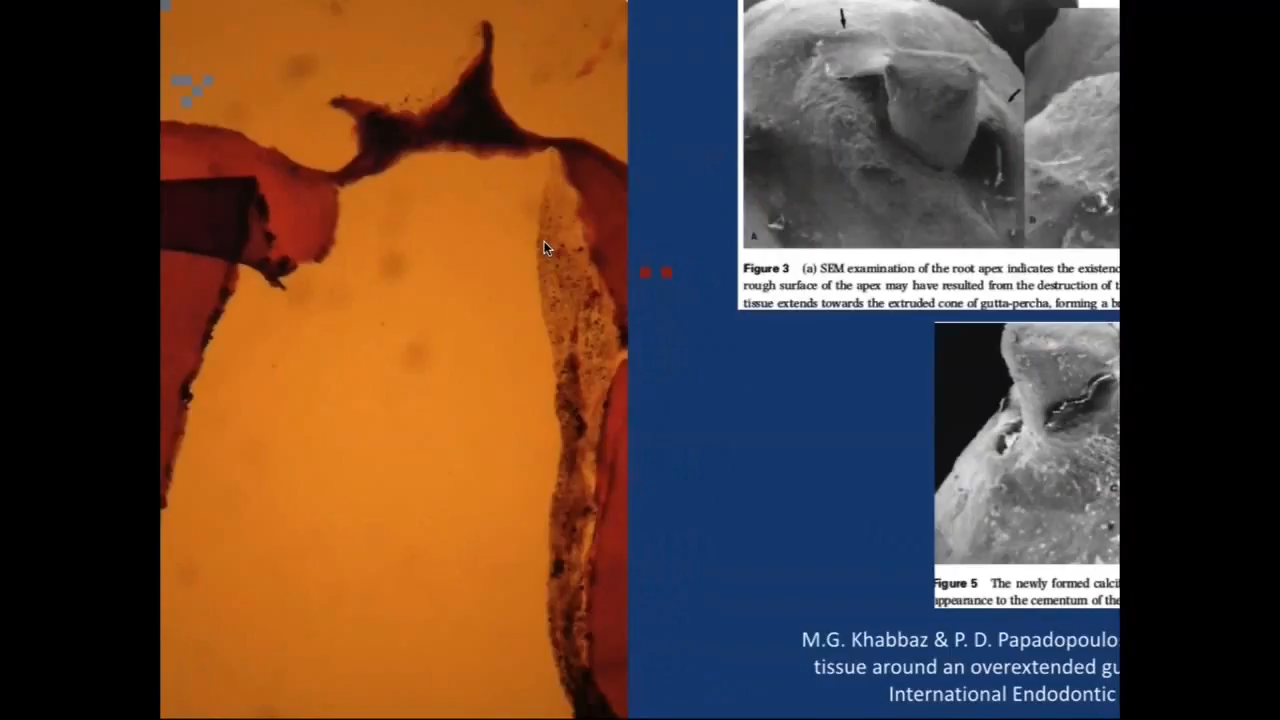 A
B
Figure 3 (a) SEM examination of the root apex indicates the existenc
rough surface of the apex may have resulted from the destruction of t
tissue extends towards the extruded cone of gutta-percha, forming a b
C
Figure 5 The newly formed calci
appearance to the cementum of the
M.G. Khabbaz & P. D. Papadopoulo
tissue around an overextended gu
International Endodontic